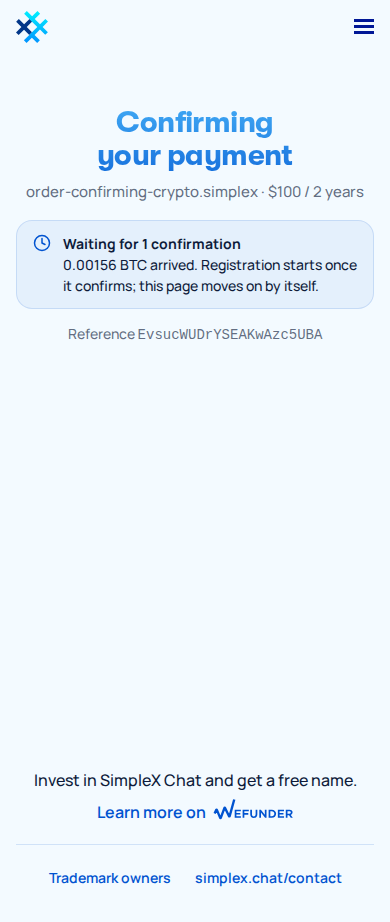 Confirming
your payment
order-confirming-crypto.simplex · $100 / 2 years
Waiting for 1 confirmation
0.00156 BTC arrived. Registration starts once
it confirms; this page moves on by itself.
Reference EvsucWUDrYSEAKwAzc5UBA
Invest in SimpleX Chat and get a free name.
Learn more on WEFUNDER
Trademark owners simplex.chat/contact